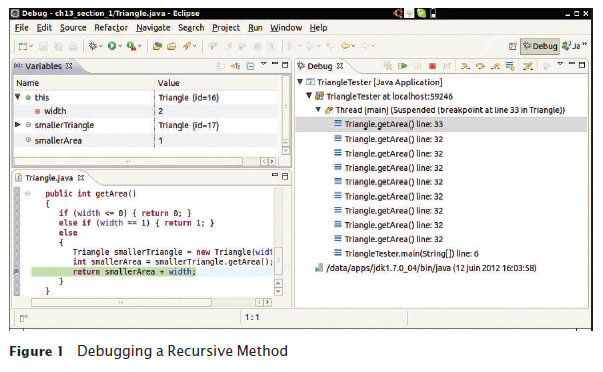 Debug - ch13_section_1/Triangle.java - Eclipse
File Edit Source Refactor Navigate Search Project Run Window Help
Debug Ja
Variables
Name Value
this Triangle (id=16)
width 2
smallerTriangle Triangle (id=17)
smallerArea 1
Triangle.java
public int getArea()
{
if (width <= 0) { return 0; }
else if (width == 1) { return 1; }
else
{
Triangle smallerTriangle = new Triangle(widt
int smallerArea = smallerTriangle.getArea();
return smallerArea + width;
}
}
Debug
TriangleTester [Java Application]
TriangleTester at localhost:59246
Thread [main] (Suspended (breakpoint at line 33 in Triangle))
Triangle.getArea() line: 33
Triangle.getArea() line: 32
Triangle.getArea() line: 32
Triangle.getArea() line: 32
Triangle.getArea() line: 32
Triangle.getArea() line: 32
Triangle.getArea() line: 32
Triangle.getArea() line: 32
Triangle.getArea() line: 32
TriangleTester.main(String[]) line: 6
/data/apps/jdk1.7.0_04/bin/java (12 juin 2012 16:03:58)
1:1
Figure 1 Debugging a Recursive Method